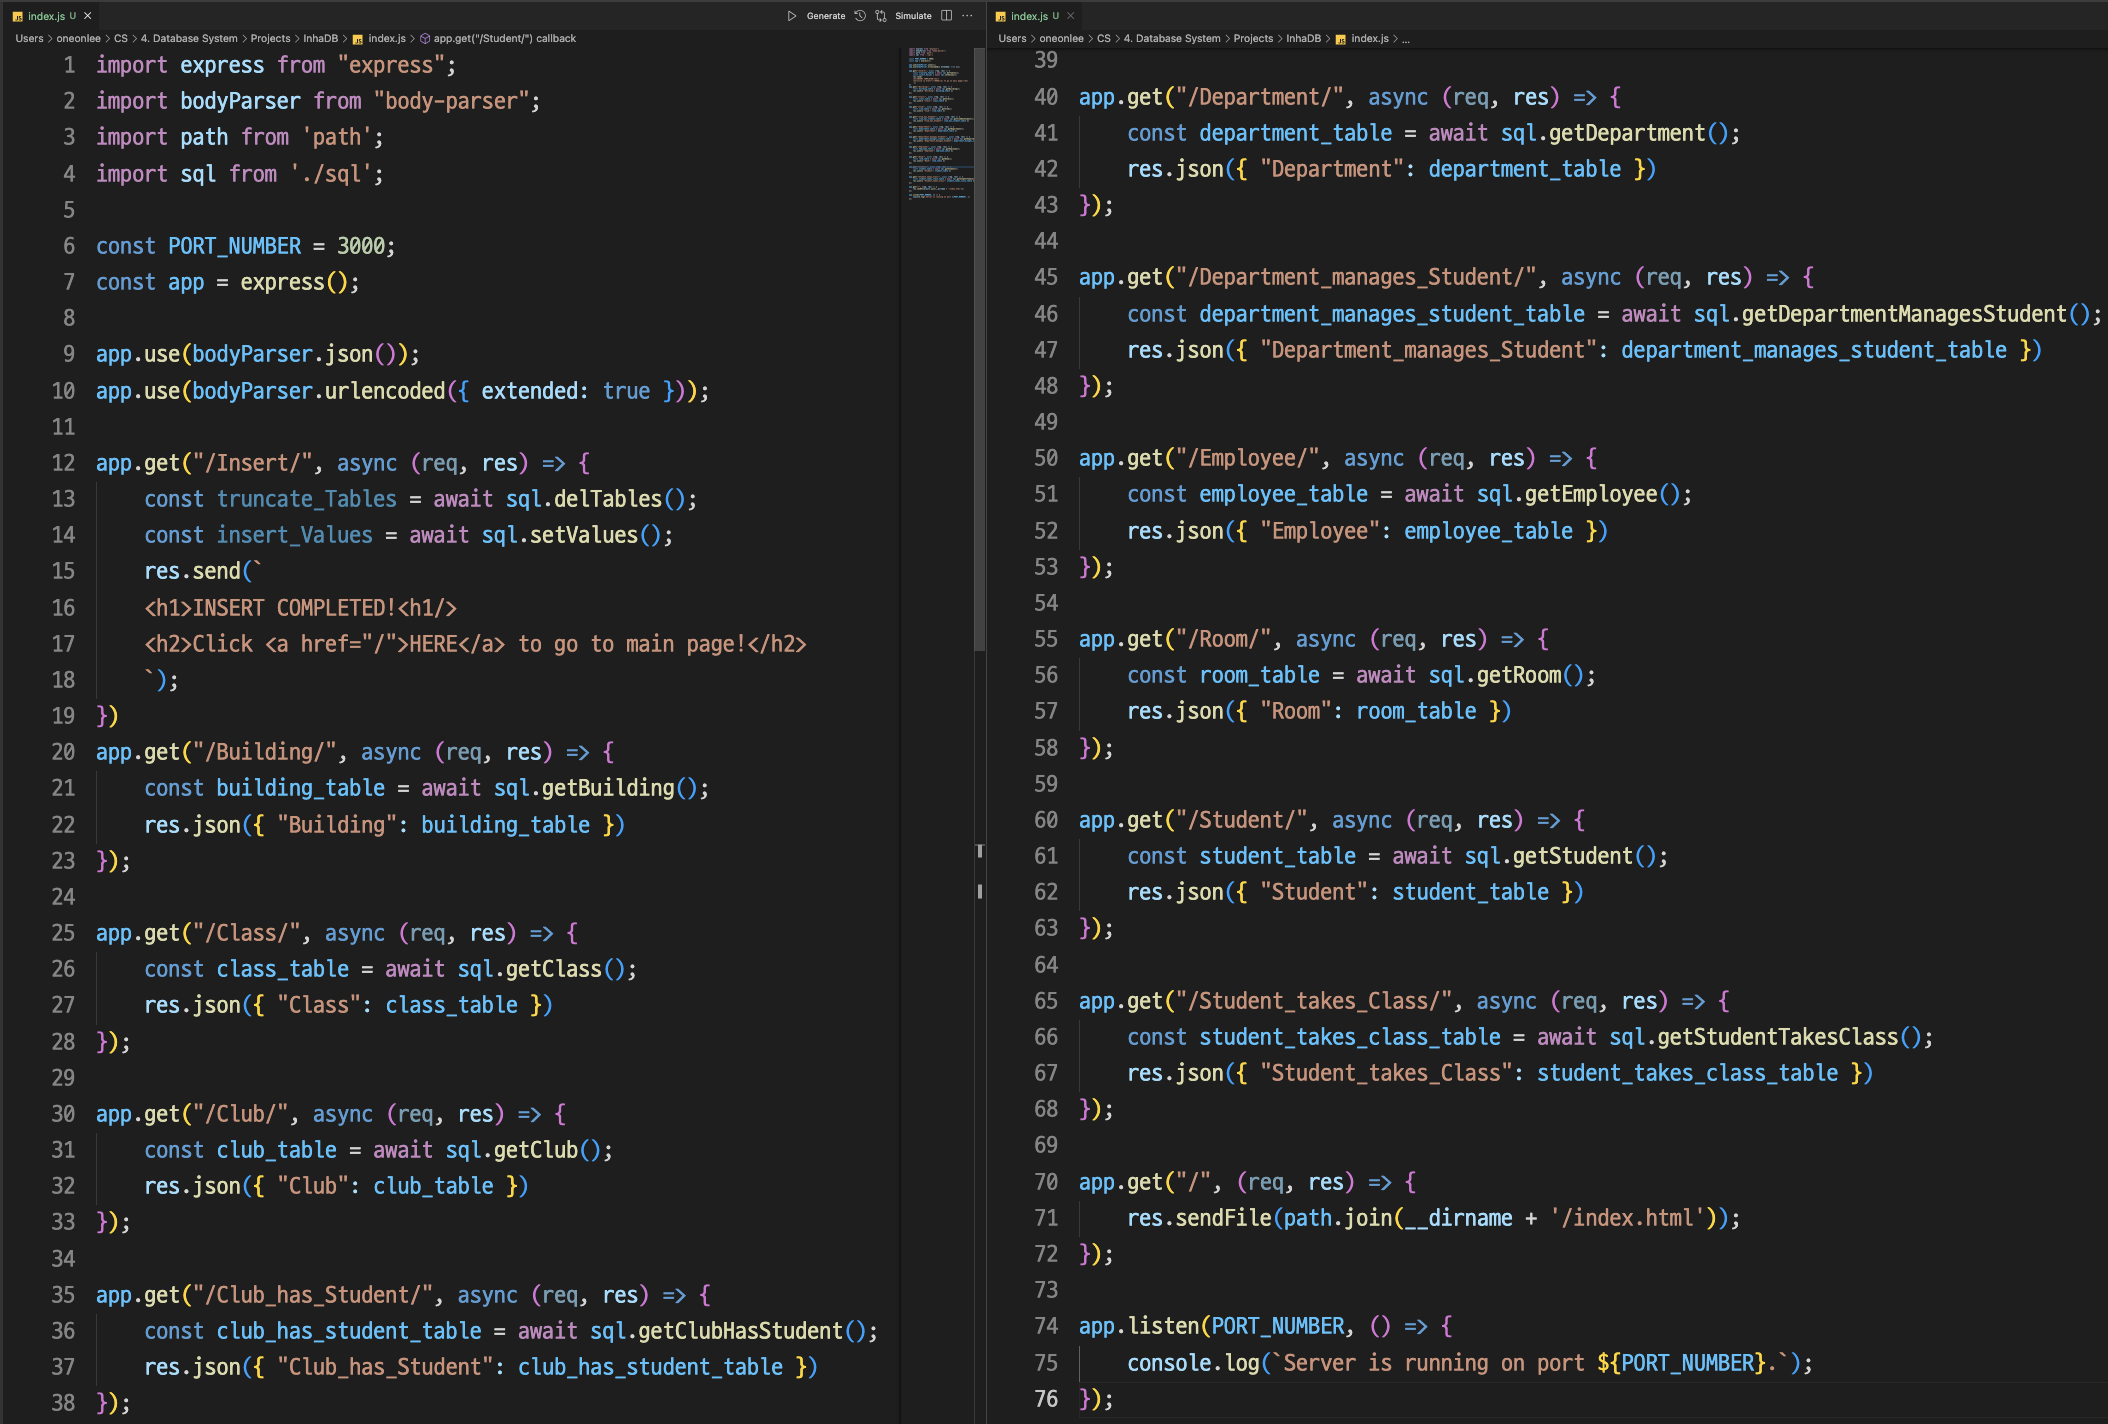 index.js U
Generate Simulate
Users > oneonlee > CS > 4. Database System > Projects > InhaDB > index.js > app.get("/Student/") callback
1 import express from "express";
2 import bodyParser from "body-parser";
3 import path from 'path';
4 import sql from './sql';
5
6 const PORT_NUMBER = 3000;
7 const app = express();
8
9 app.use(bodyParser.json());
10 app.use(bodyParser.urlencoded({ extended: true }));
11
12 app.get("/Insert/", async (req, res) => {
13     const truncate_Tables = await sql.delTables();
14     const insert_Values = await sql.setValues();
15     res.send(`
16     <h1>INSERT COMPLETED!<h1/>
17     <h2>Click <a href="/">HERE</a> to go to main page!</h2>
18     `);
19 })
20 app.get("/Building/", async (req, res) => {
21     const building_table = await sql.getBuilding();
22     res.json({ "Building": building_table })
23 });
24
25 app.get("/Class/", async (req, res) => {
26     const class_table = await sql.getClass();
27     res.json({ "Class": class_table })
28 });
29
30 app.get("/Club/", async (req, res) => {
31     const club_table = await sql.getClub();
32     res.json({ "Club": club_table })
33 });
34
35 app.get("/Club_has_Student/", async (req, res) => {
36     const club_has_student_table = await sql.getClubHasStudent();
37     res.json({ "Club_has_Student": club_has_student_table })
38 });
index.js U
Users > oneonlee > CS > 4. Database System > Projects > InhaDB > index.js > ...
39
40 app.get("/Department/", async (req, res) => {
41     const department_table = await sql.getDepartment();
42     res.json({ "Department": department_table })
43 });
44
45 app.get("/Department_manages_Student/", async (req, res) => {
46     const department_manages_student_table = await sql.getDepartmentManagesStudent();
47     res.json({ "Department_manages_Student": department_manages_student_table })
48 });
49
50 app.get("/Employee/", async (req, res) => {
51     const employee_table = await sql.getEmployee();
52     res.json({ "Employee": employee_table })
53 });
54
55 app.get("/Room/", async (req, res) => {
56     const room_table = await sql.getRoom();
57     res.json({ "Room": room_table })
58 });
59
60 app.get("/Student/", async (req, res) => {
61     const student_table = await sql.getStudent();
62     res.json({ "Student": student_table })
63 });
64
65 app.get("/Student_takes_Class/", async (req, res) => {
66     const student_takes_class_table = await sql.getStudentTakesClass();
67     res.json({ "Student_takes_Class": student_takes_class_table })
68 });
69
70 app.get("/", (req, res) => {
71     res.sendFile(path.join(__dirname + '/index.html'));
72 });
73
74 app.listen(PORT_NUMBER, () => {
75     console.log(`Server is running on port ${PORT_NUMBER}.`);
76 });